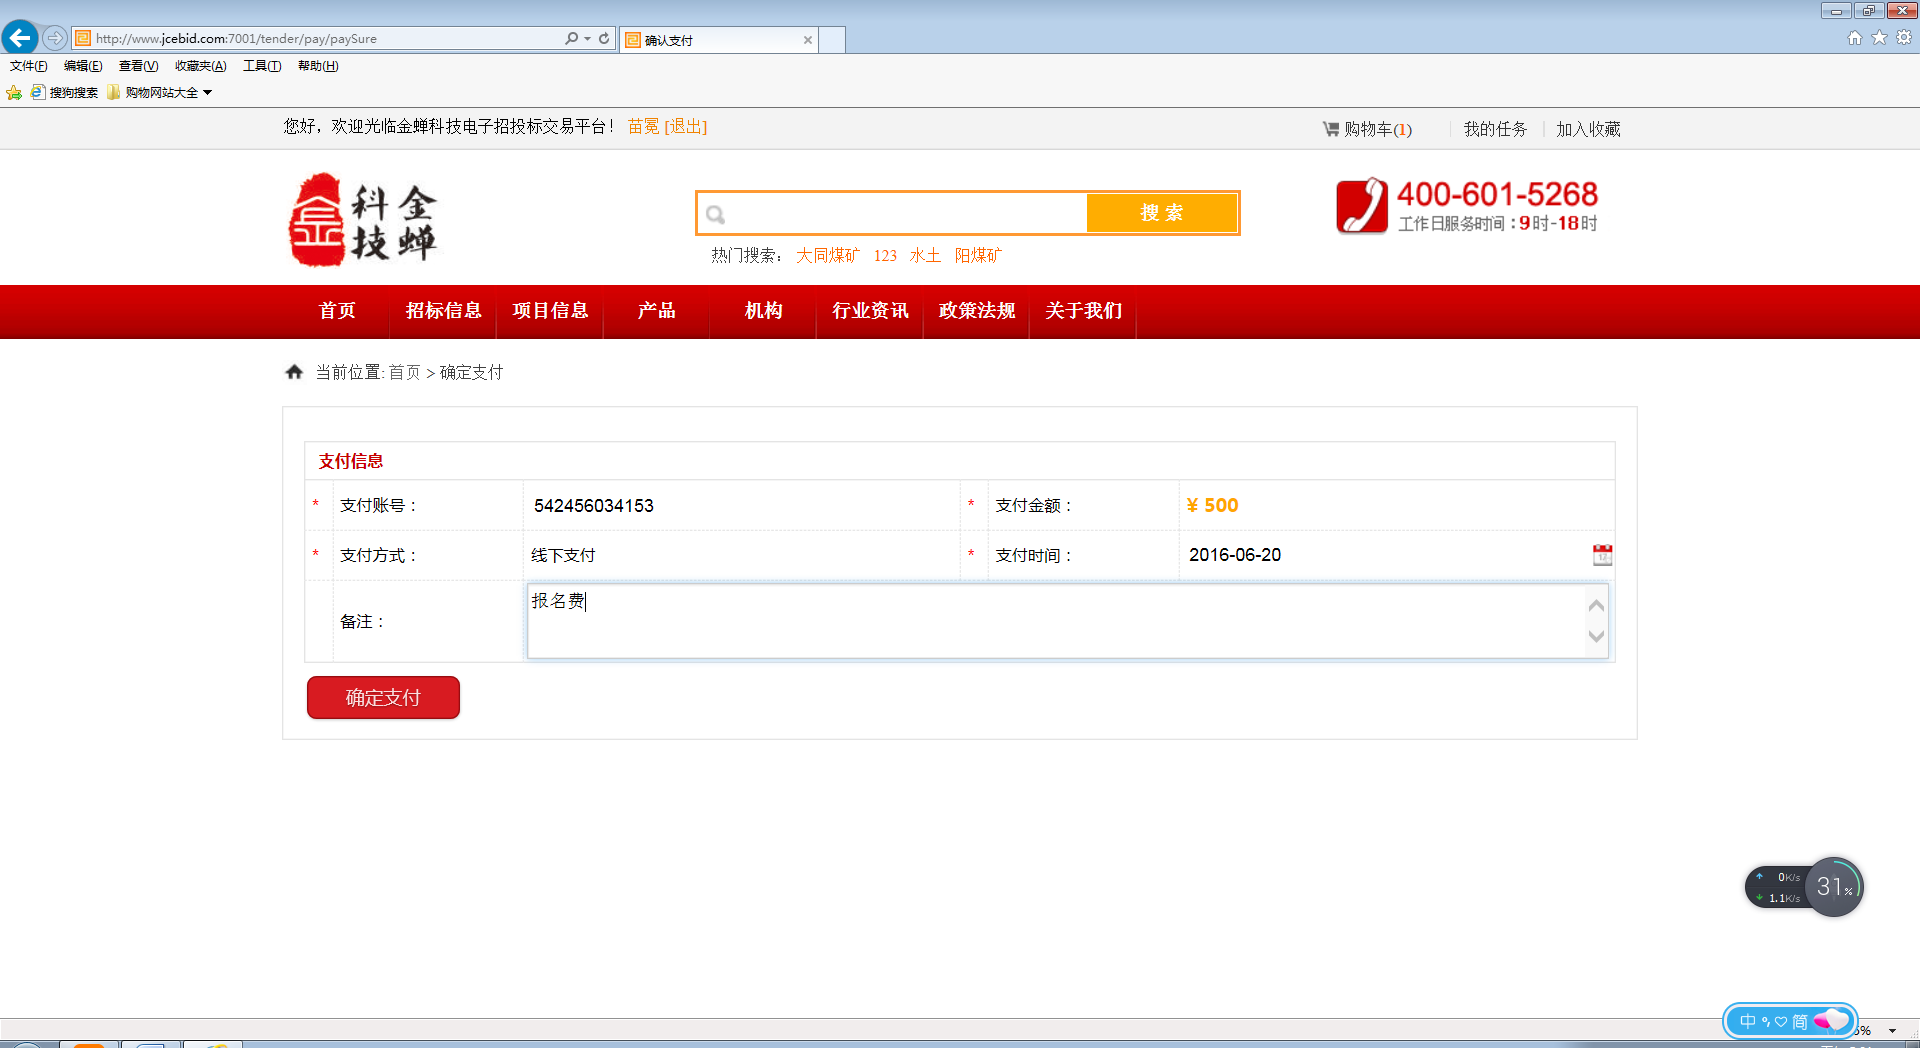 http://www.jcebid.com:7001/tender/pay/paySure
确认支付
文件(F) 编辑(E) 查看(V) 收藏夹(A) 工具(T) 帮助(H)
搜狗搜索 购物网站大全
您好，欢迎光临金蝉科技电子招投标交易平台！ 苗冕 [退出]
购物车(1) 我的任务 加入收藏
科技 金蝉
搜 索
热门搜索： 大同煤矿 123 水土 阳煤矿
400-601-5268
工作日服务时间：9时-18时
首页 招标信息 项目信息 产品 机构 行业资讯 政策法规 关于我们
当前位置: 首页 > 确定支付
支付信息
* 支付账号： 542456034153 * 支付金额： ¥ 500
* 支付方式： 线下支付 * 支付时间： 2016-06-20
备注： 报名费
确定支付
0K/s
1.1K/s
31%
中 简